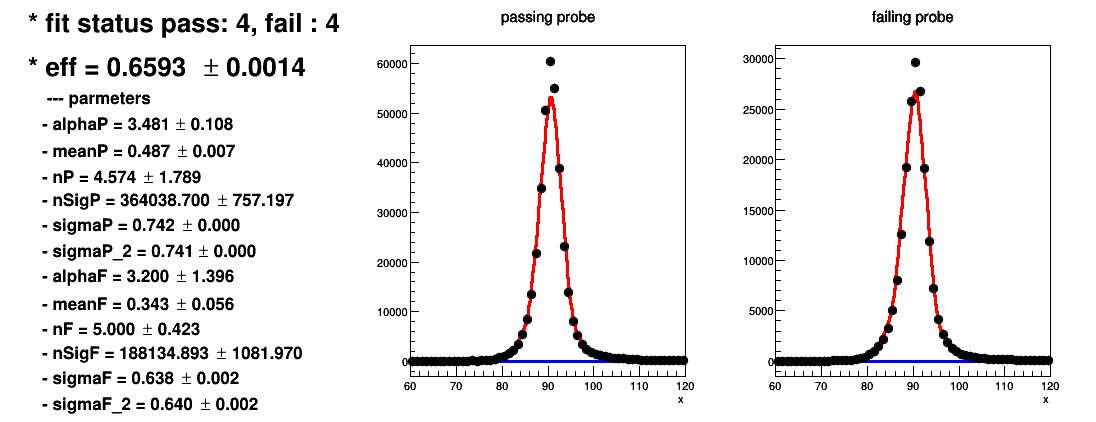 * fit status pass: 4, fail : 4
* eff = 0.6593 ± 0.0014
--- parmeters
- alphaP = 3.481 ± 0.108
- meanP = 0.487 ± 0.007
- nP = 4.574 ± 1.789
- nSigP = 364038.700 ± 757.197
- sigmaP = 0.742 ± 0.000
- sigmaP_2 = 0.741 ± 0.000
- alphaF = 3.200 ± 1.396
- meanF = 0.343 ± 0.056
- nF = 5.000 ± 0.423
- nSigF = 188134.893 ± 1081.970
- sigmaF = 0.638 ± 0.002
- sigmaF_2 = 0.640 ± 0.002
passing probe
60000
50000
40000
30000
20000
10000
0
60 70 80 90 100 110 120
x
failing probe
30000
25000
20000
15000
10000
5000
0
60 70 80 90 100 110 120
x